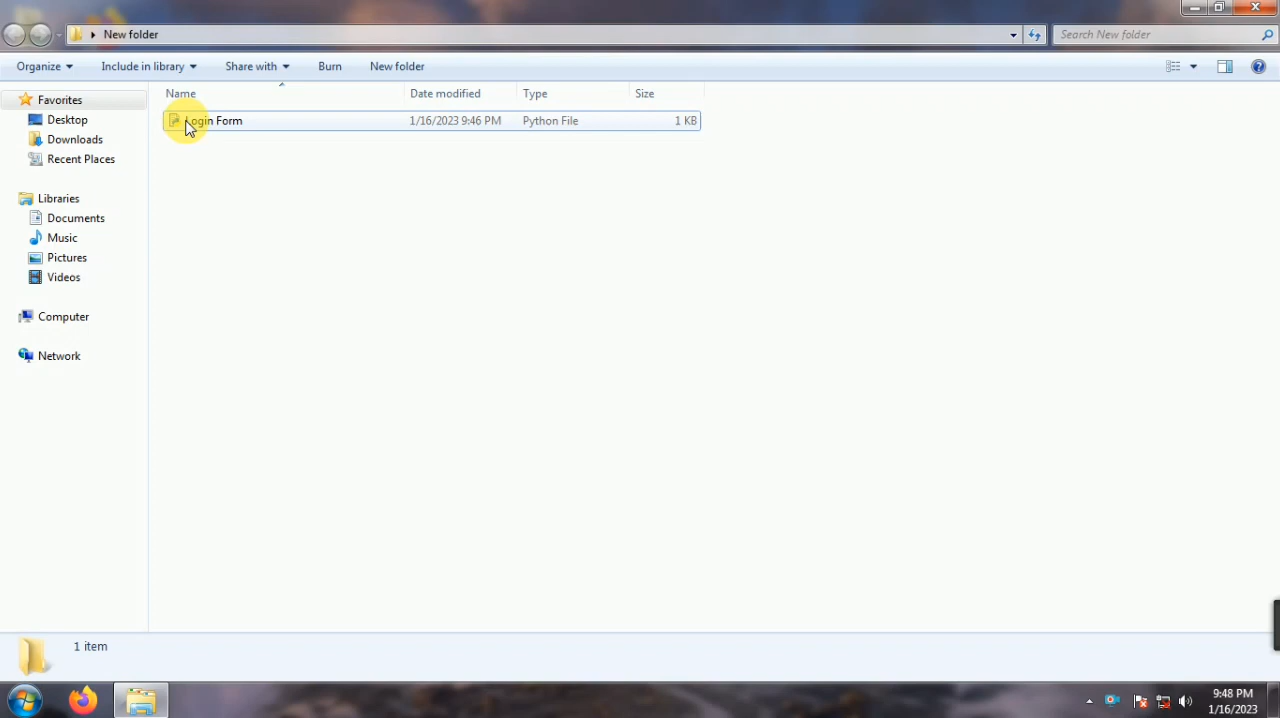 New folder
Search New folder
Organize Include in library Share with Burn New folder
Name Date modified Type Size
Favorites
Login Form 1/16/2023 9:46 PM Python File 1 KB
Desktop
Downloads
Recent Places
Libraries
Documents
Music
Pictures
Videos
Computer
Network
1 item
9:48 PM
1/16/2023